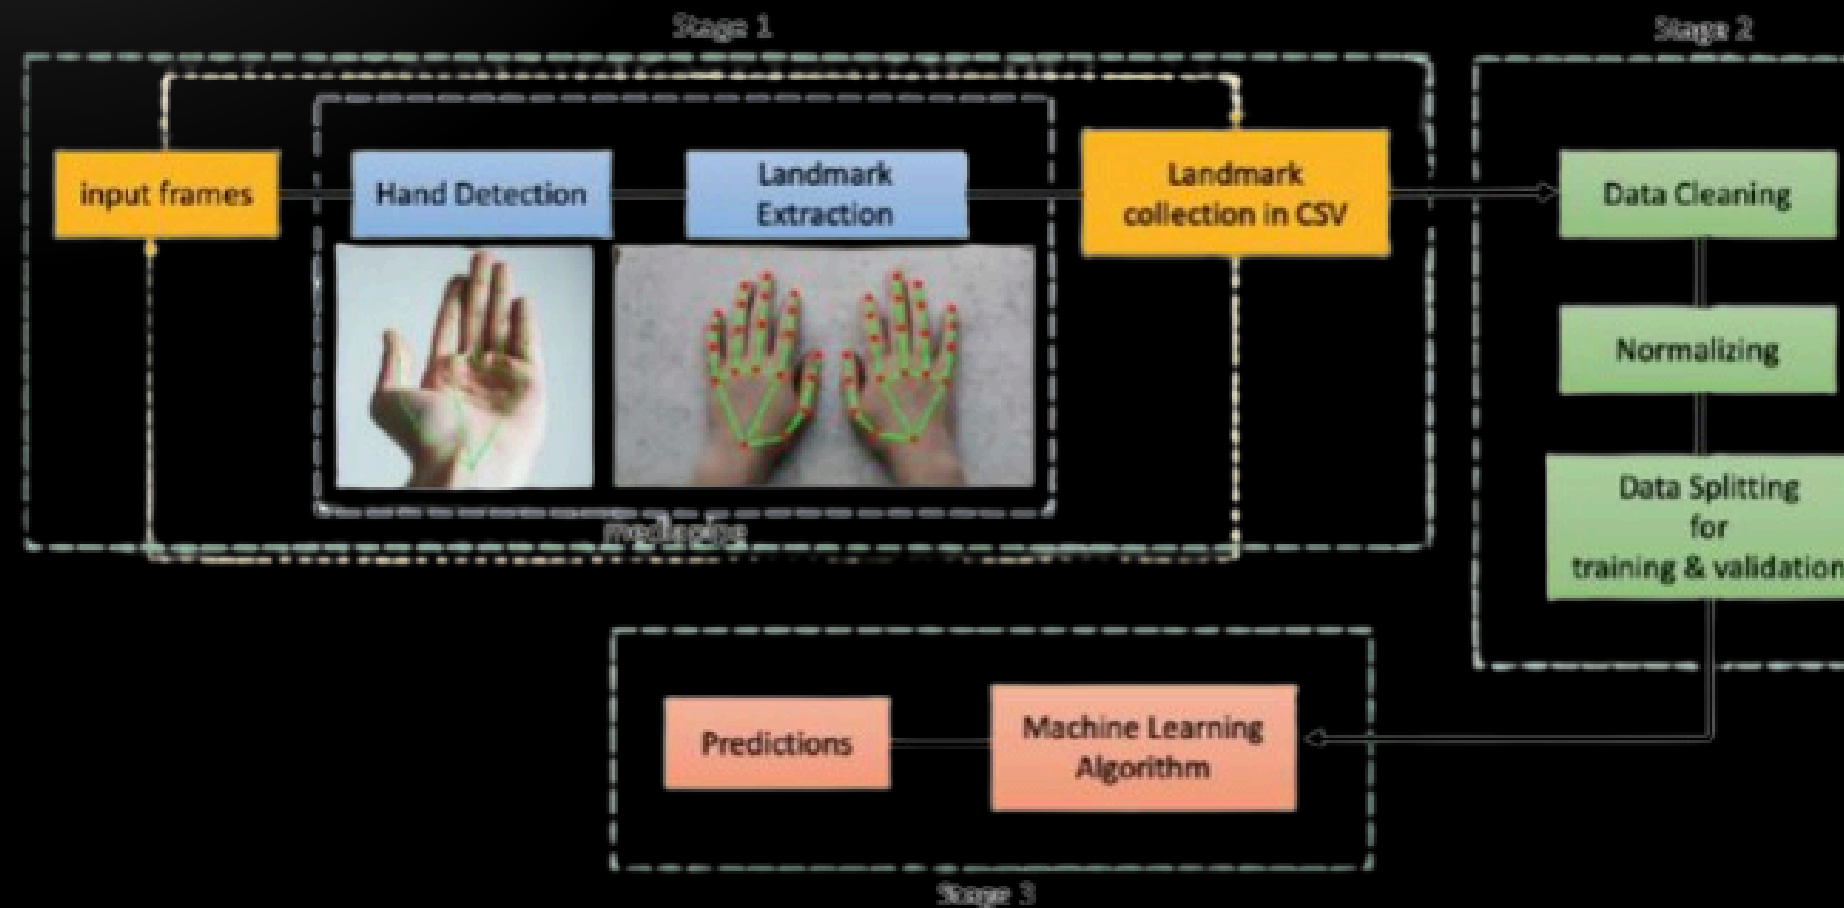 Stage 1
Stage 2
input frames
Hand Detection
Landmark
Extraction
Landmark
collection in CSV
mediapipe
Data Cleaning
Normalizing
Data Splitting
for
training & validation
Predictions
Machine Learning
Algorithm
Stage 3